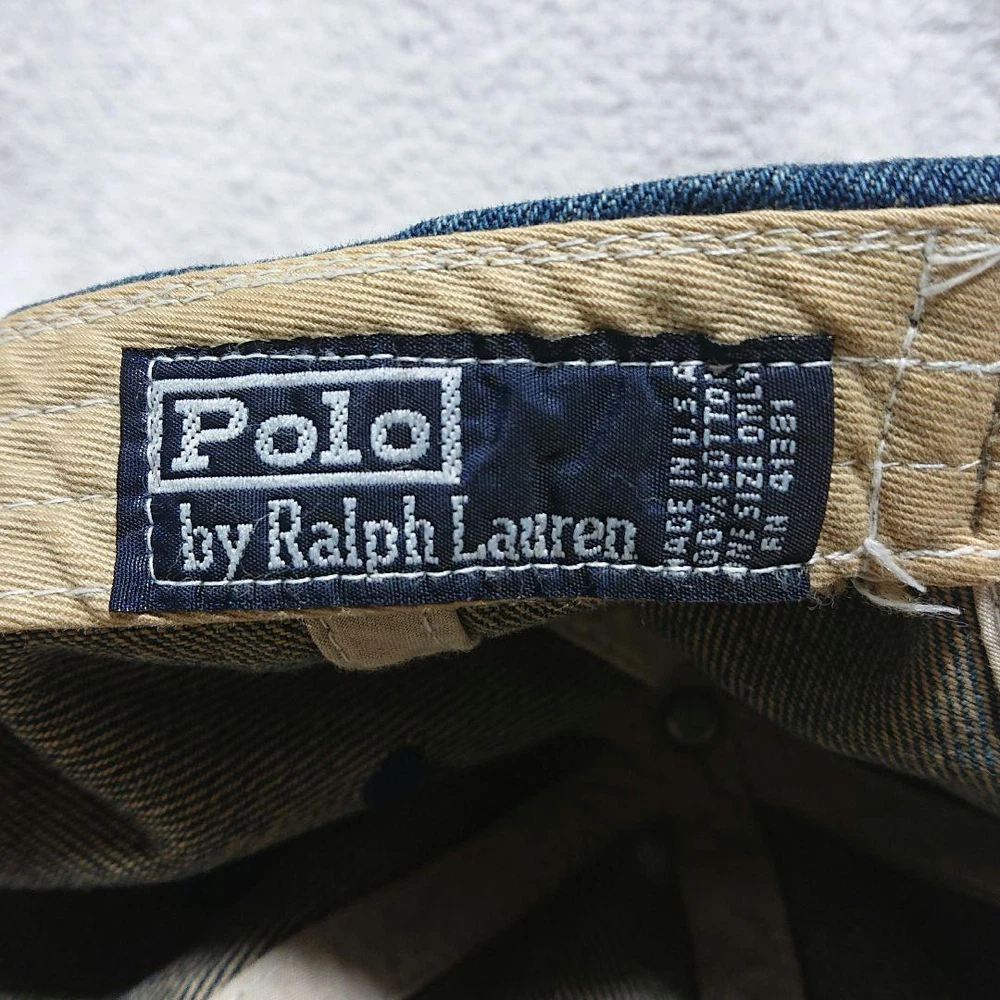 Polo
by Ralph Lauren
MADE IN U.S.A
100% COTTON
ONE SIZE ONLY
RN 41381